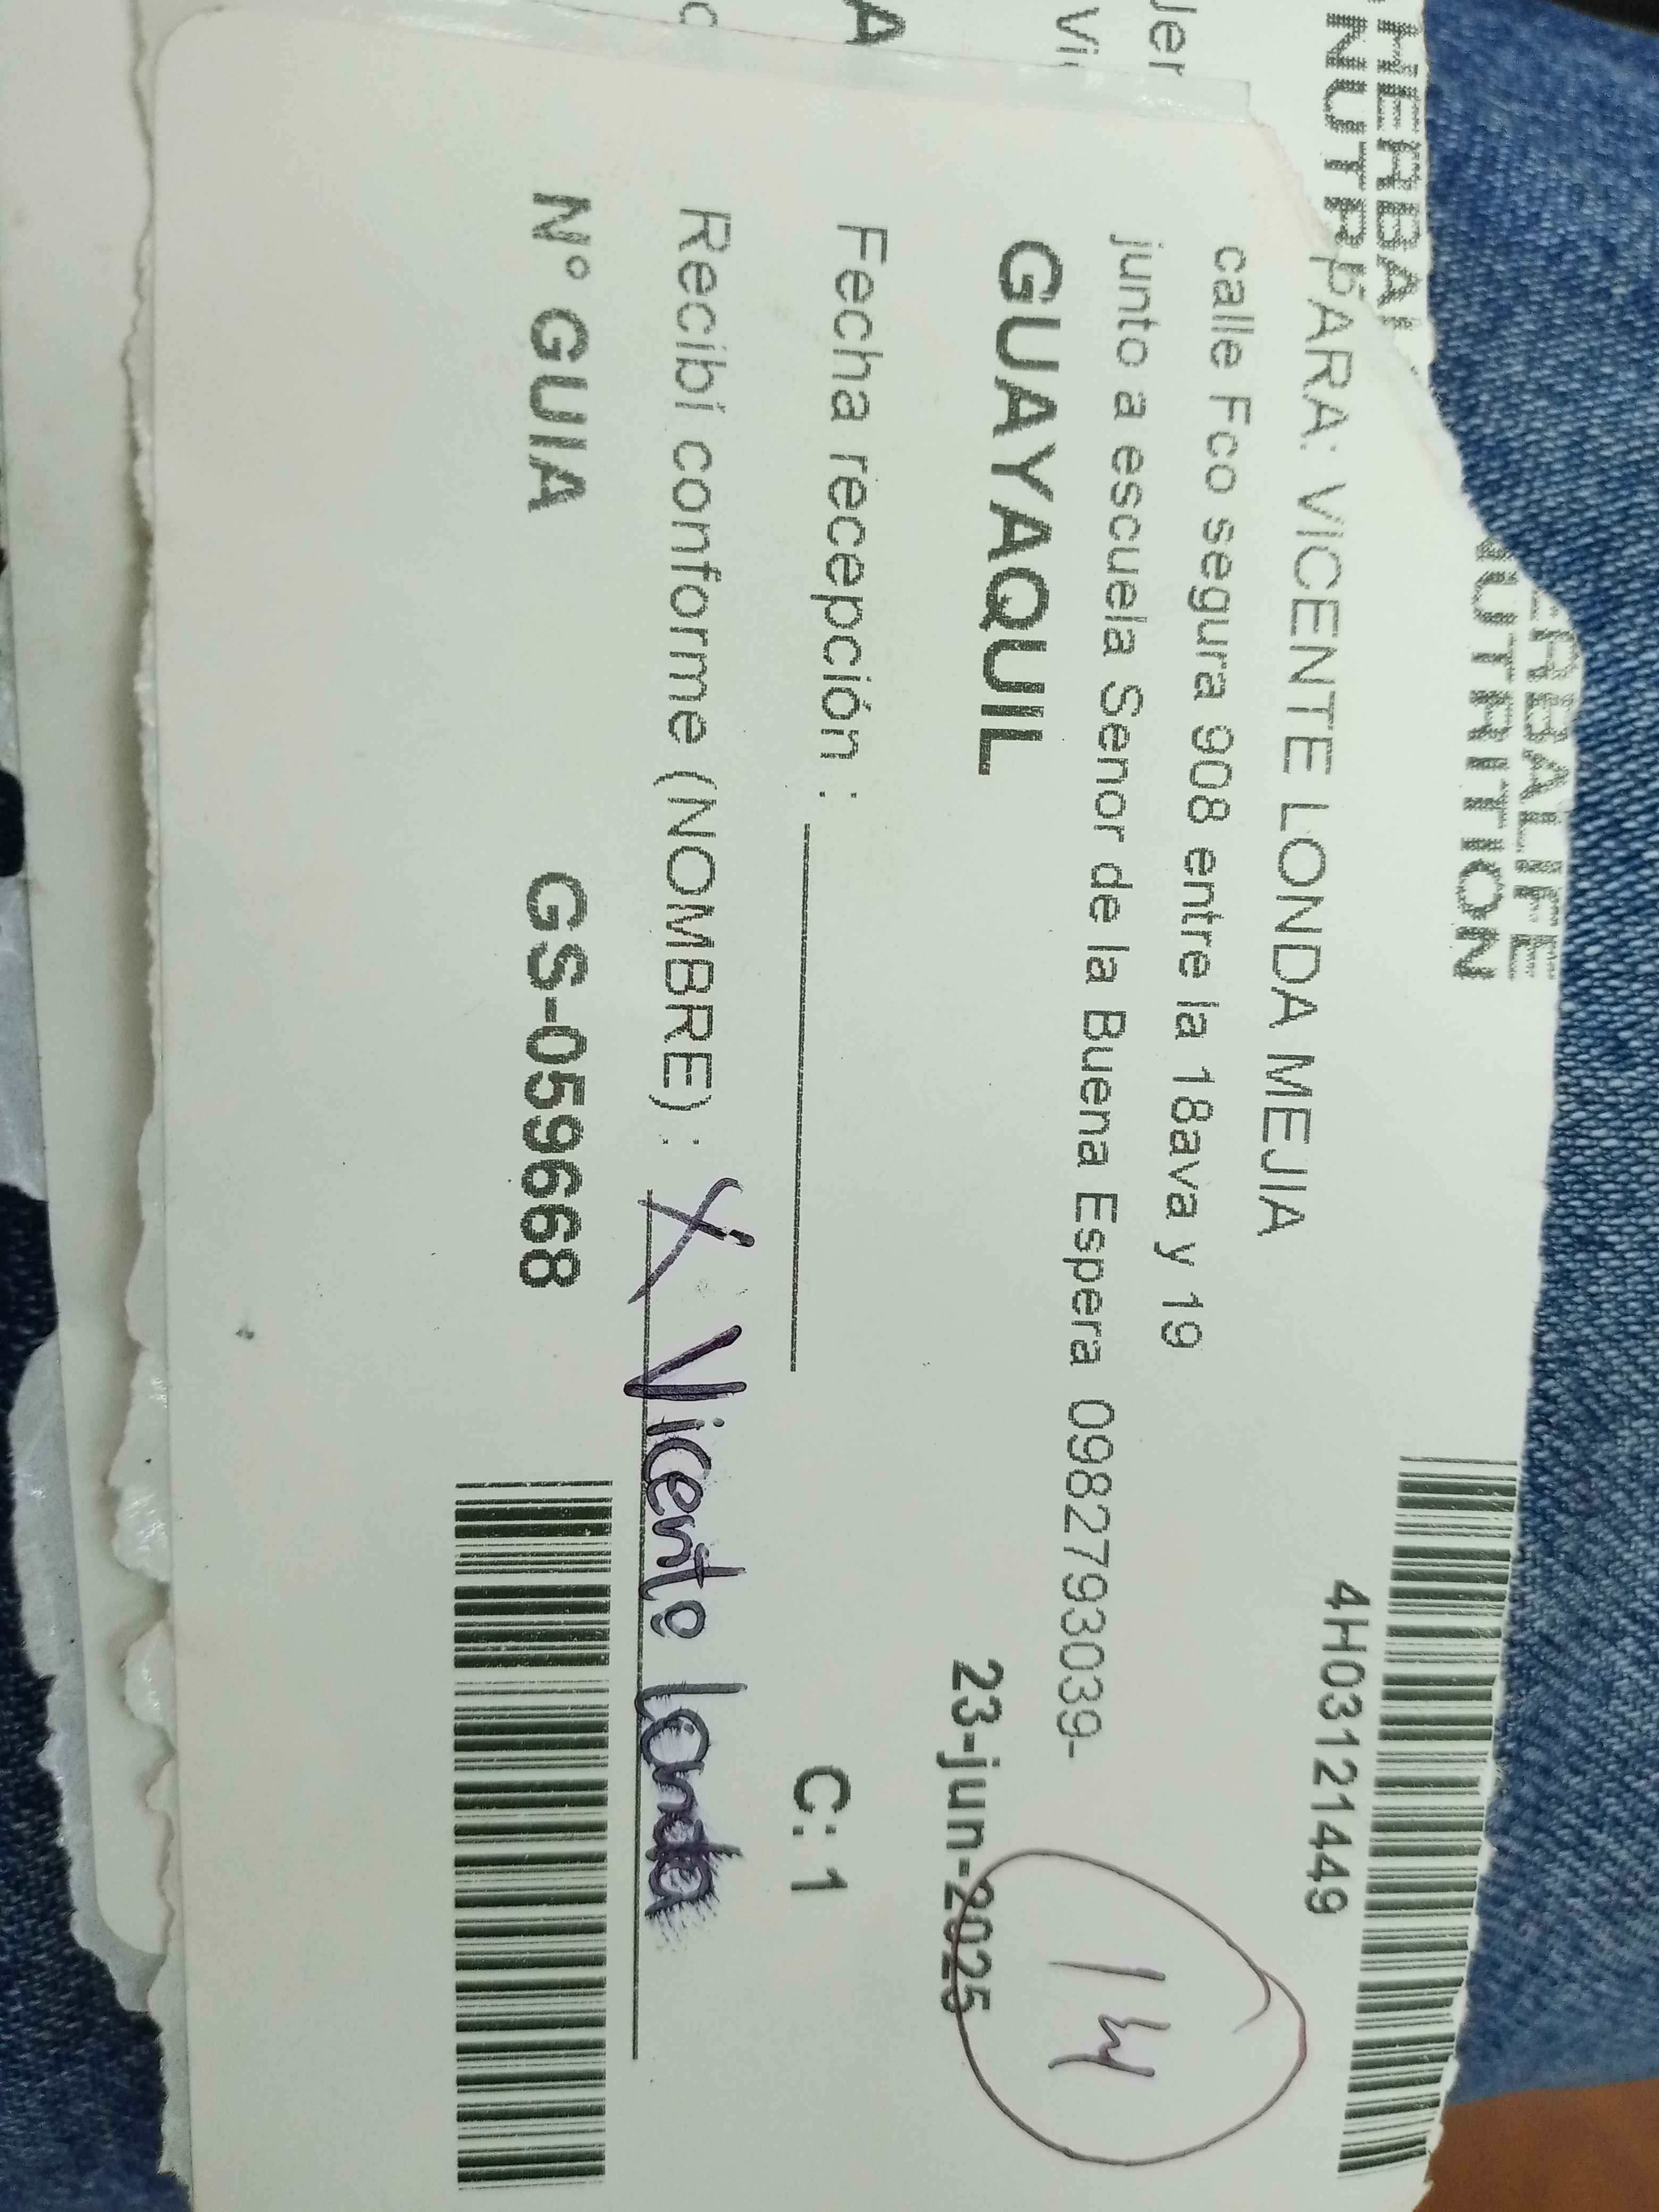 HERBALIFE
NUTRITION
4H03121449
PARA: VICENTE LONDA MEJIA
calle Fco segura 908 entre la 18ava y 19
junto a escuela Senor de la Buena Espera 0982793039-
14
GUAYAQUIL
23-jun-2025
Fecha recepción :
C: 1
Recibí conforme (NOMBRE) : X Vicente Londa
N° GUIA GS-059668